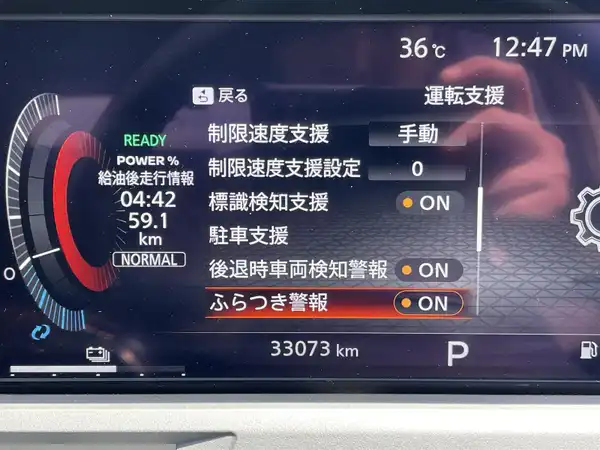 36℃ 12:47 PM
戻る 運転支援
READY
POWER %
給油後走行情報
04:42
59.1
km
NORMAL
制限速度支援 手動
制限速度支援設定 0
標識検知支援 ON
駐車支援
後退時車両検知警報 ON
ふらつき警報 ON
0
33073 km P